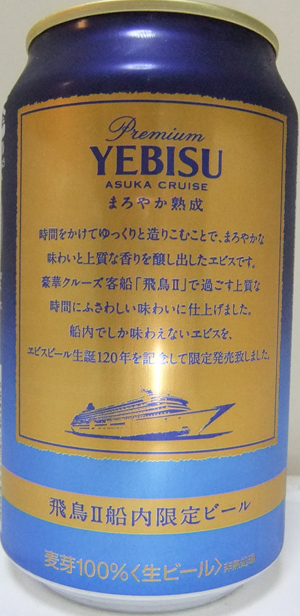 Premium
YEBISU
ASUKA CRUISE
まろやか熟成
時間をかけてゆっくりと造りこむことで、まろやかな
味わいと上質な香りを醸し出したヱビスです。
豪華クルーズ客船「飛鳥Ⅱ」で過ごす上質な
時間にふさわしい味わいに仕上げました。
船内でしか味わえないヱビスを、
ヱビスビール生誕120年を記念して限定発売致しました。
飛鳥Ⅱ船内限定ビール
麦芽100%〈生ビール〉